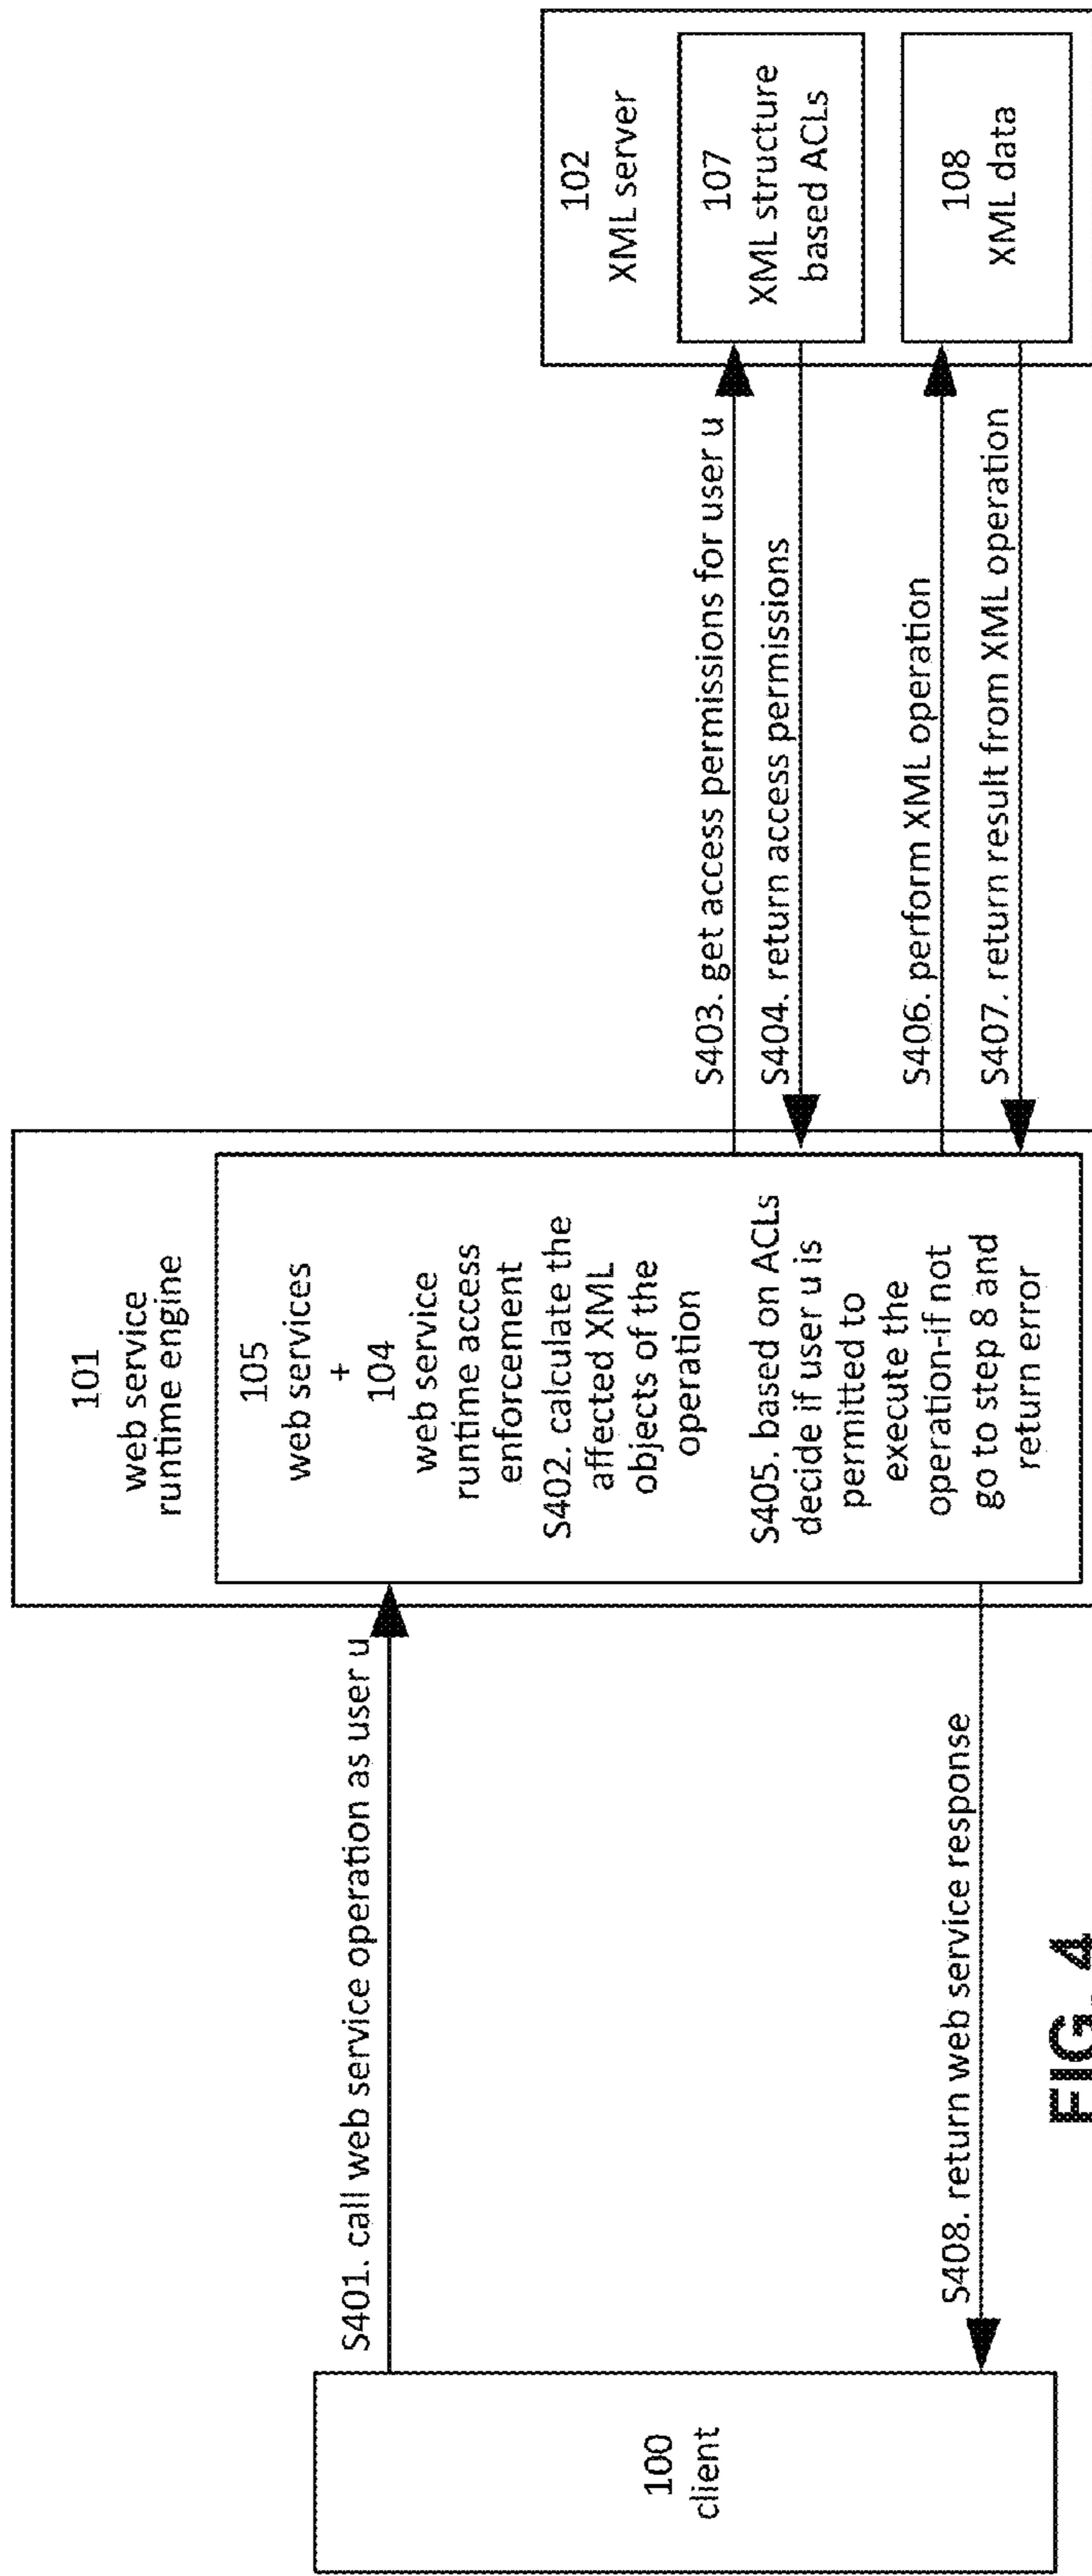 100
client
S401. call web service operation as user u
S408. return web service response
101
web service
runtime engine
105
web services
+
104
web service
runtime access
enforcement
S402. calculate the
affected XML
objects of the
operation
S405. based on ACLs
decide if user u is
permitted to
execute the
operation-if not
go to step 8 and
return error
S403. get access permissions for user u
S404. return access permissions
S406. perform XML operation
S407. return result from XML operation
102
XML server
107
XML structure
based ACLs
108
XML data
FIG. 4